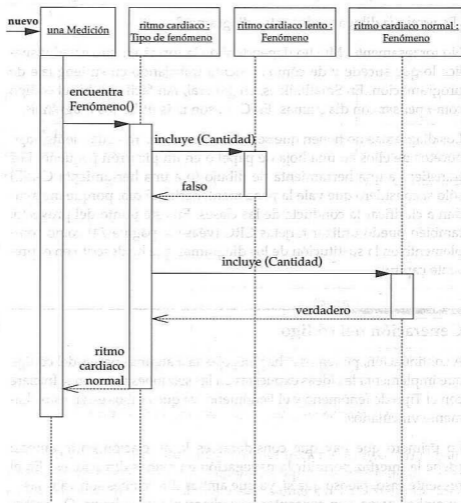 nuevo
una Medición
ritmo cardiaco :
Tipo de fenómeno
ritmo cardiaco lento :
Fenómeno
ritmo cardiaco normal :
Fenómeno
encuentra
Fenómeno()
incluye (Cantidad)
falso
incluye (Cantidad)
verdadero
ritmo
cardiaco
normal